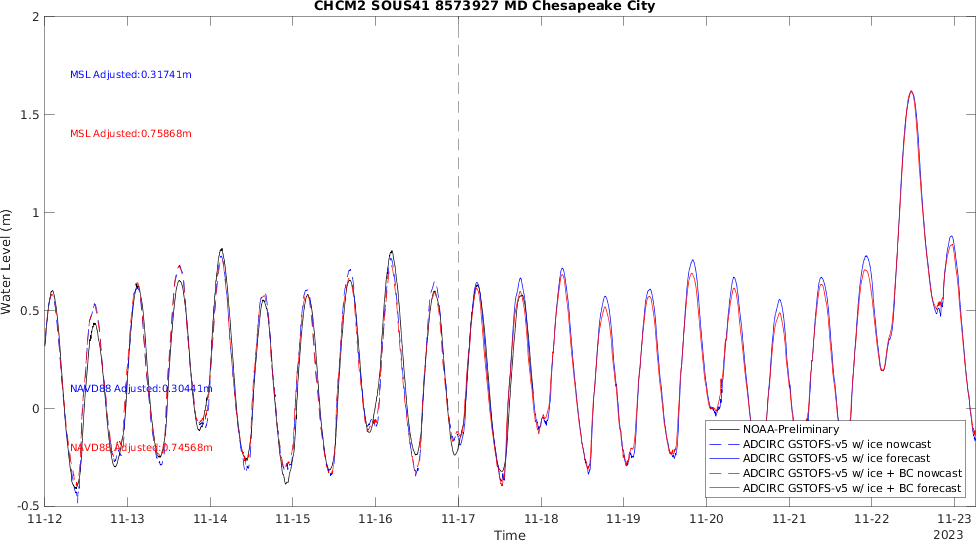 CHCM2 SOUS41 8573927 MD Chesapeake City
2
MSL Adjusted:0.31741m
1.5
MSL Adjusted:0.75868m
1
Water Level (m)
0.5
NAVD88 Adjusted:0.30441m
0
NAVD88 Adjusted:0.74568m
-0.5
NOAA-Preliminary
ADCIRC GSTOFS-v5 w/ ice nowcast
ADCIRC GSTOFS-v5 w/ ice forecast
ADCIRC GSTOFS-v5 w/ ice + BC nowcast
ADCIRC GSTOFS-v5 w/ ice + BC forecast
11-12 11-13 11-14 11-15 11-16 11-17 11-18 11-19 11-20 11-21 11-22 11-23
Time
2023